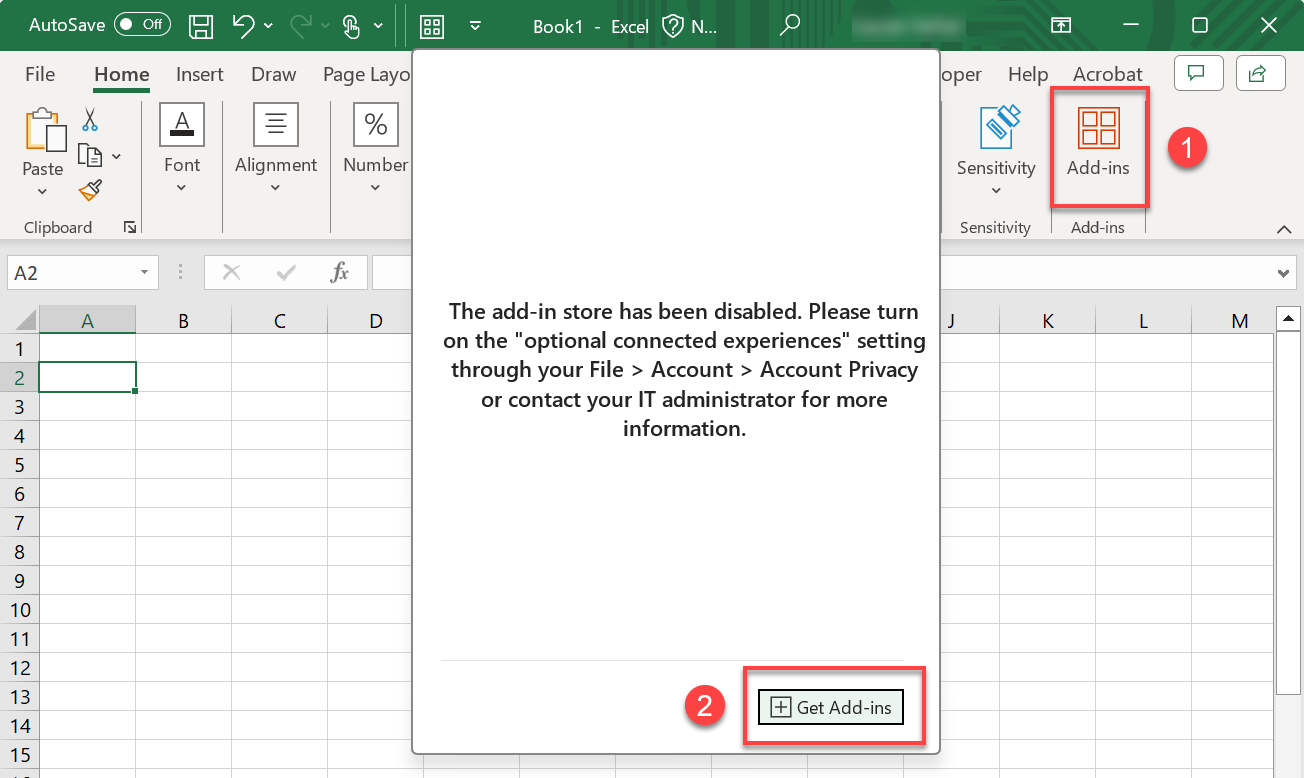 AutoSave Off Book1 - Excel N...
File Home Insert Draw Page Layo oper Help Acrobat
Paste Font Alignment Number Sensitivity Add-ins 1
Clipboard Sensitivity Add-ins
A2 fx
A B C D J K L M
1
2
3
4
5
6
7
8
9
10
11
12
13
14
15
The add-in store has been disabled. Please turn
on the "optional connected experiences" setting
through your File > Account > Account Privacy
or contact your IT administrator for more
information.
2 Get Add-ins